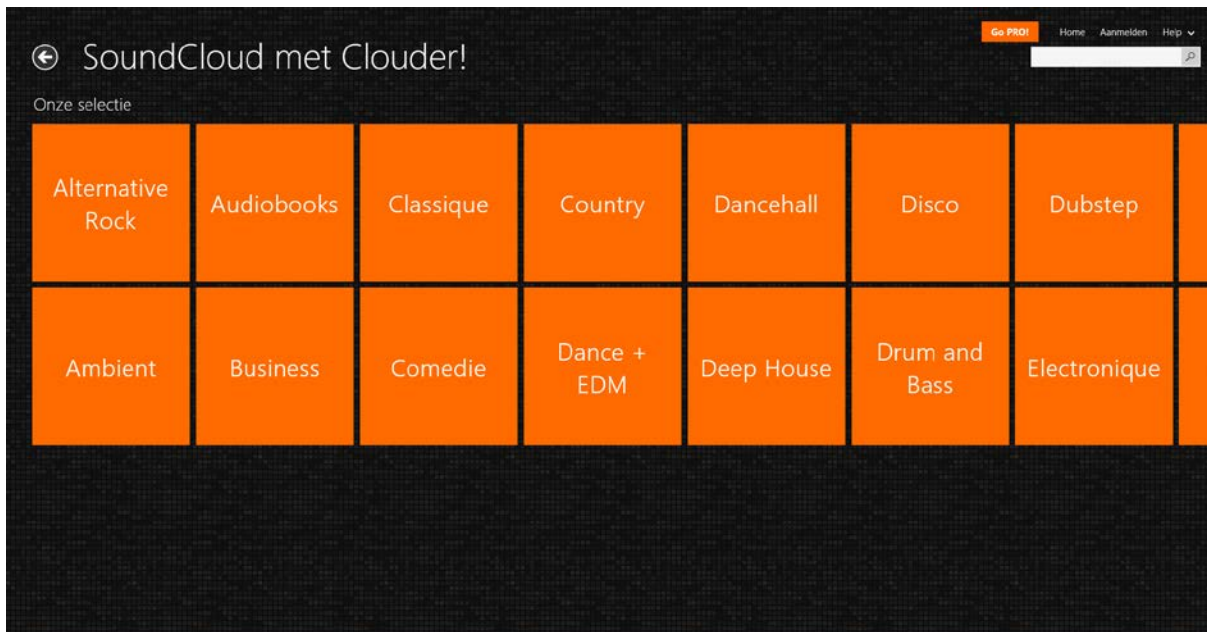 SoundCloud met Clouder!
Go PRO!
Home
Aanmelden
Help
Onze selectie
Alternative
Rock
Audiobooks
Classique
Country
Dancehall
Disco
Dubstep
Ambient
Business
Comedie
Dance +
EDM
Deep House
Drum and
Bass
Electronique